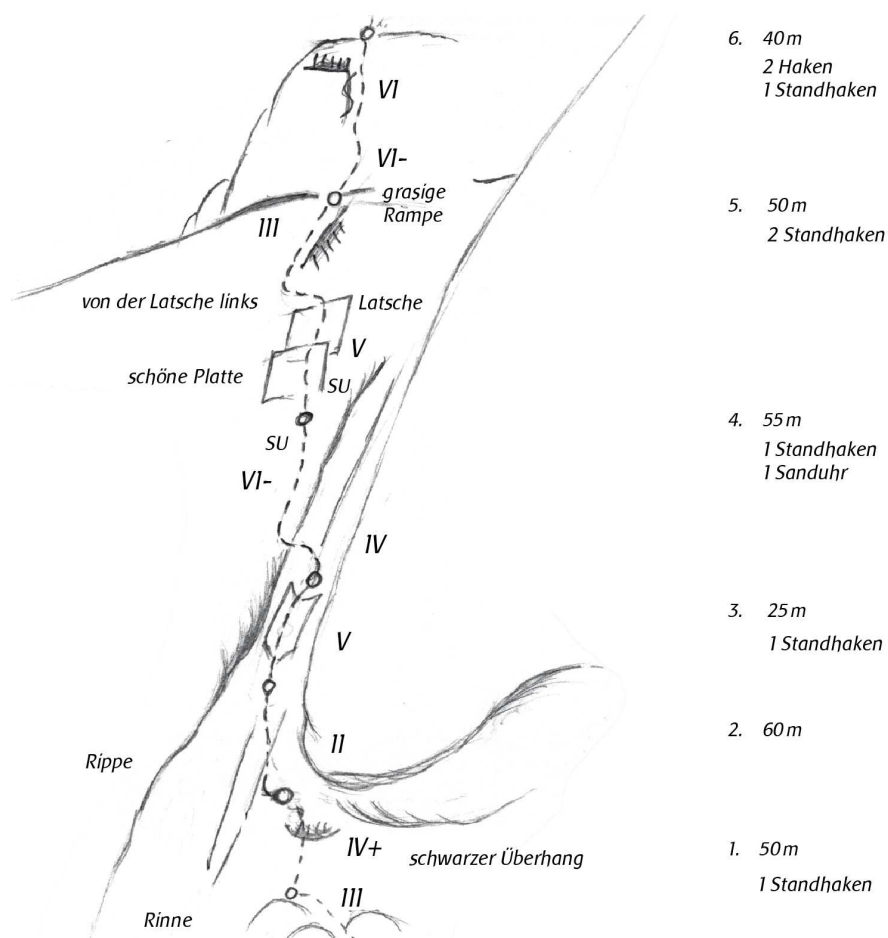 6. 40 m
2 Haken
1 Standhaken
VI
VI-
grasige
Rampe
5. 50 m
2 Standhaken
III
von der Latsche links
Latsche
V
schöne Platte
SU
4. 55 m
1 Standhaken
1 Sanduhr
SU
VI-
IV
3. 25 m
1 Standhaken
V
II
2. 60 m
Rippe
IV+
schwarzer Überhang
1. 50 m
1 Standhaken
III
Rinne